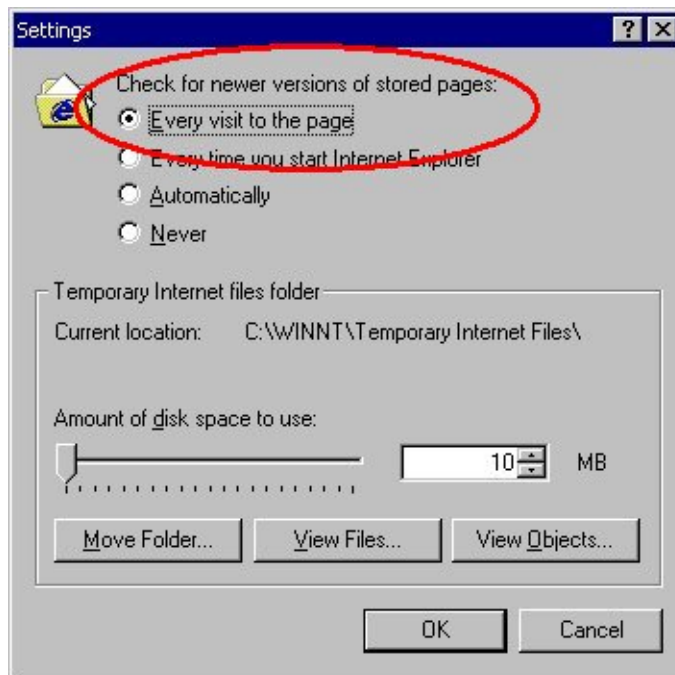 Settings
Check for newer versions of stored pages:
Every visit to the page
Every time you start Internet Explorer
Automatically
Never
Temporary Internet files folder
Current location: C:\WINNT\Temporary Internet Files\
Amount of disk space to use:
10 MB
Move Folder... View Files... View Objects...
OK Cancel